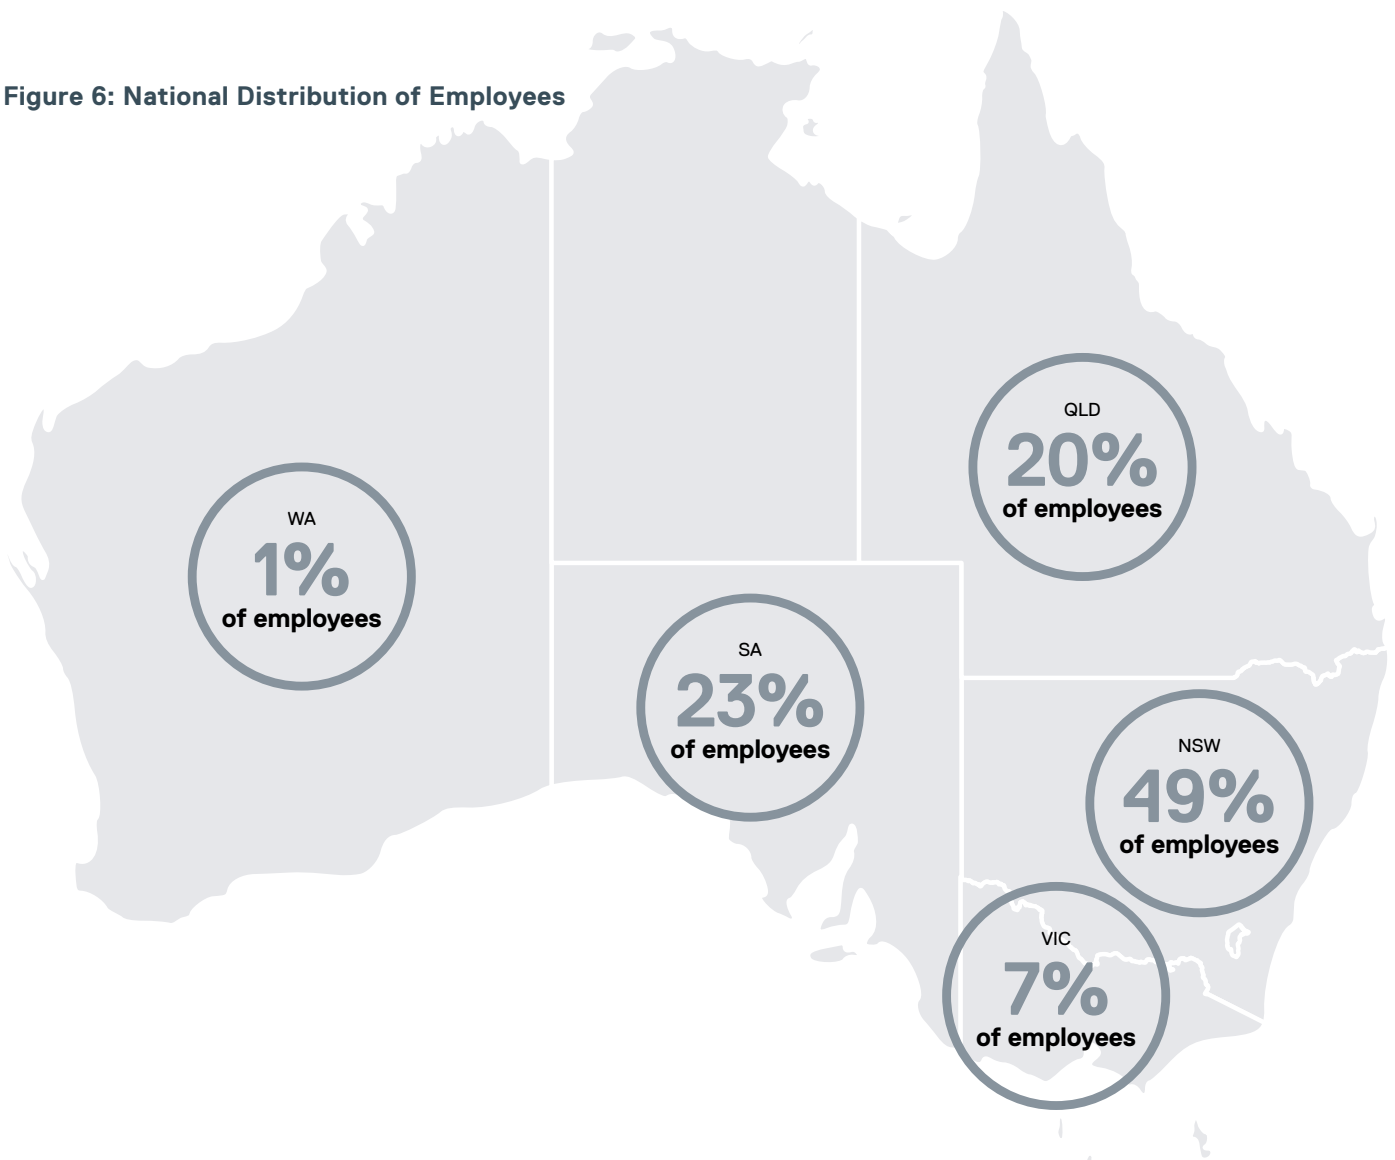 Figure 6: National Distribution of Employees
QLD
20%
of employees
WA
1%
of employees
SA
23%
of employees
NSW
49%
of employees
VIC
7%
of employees